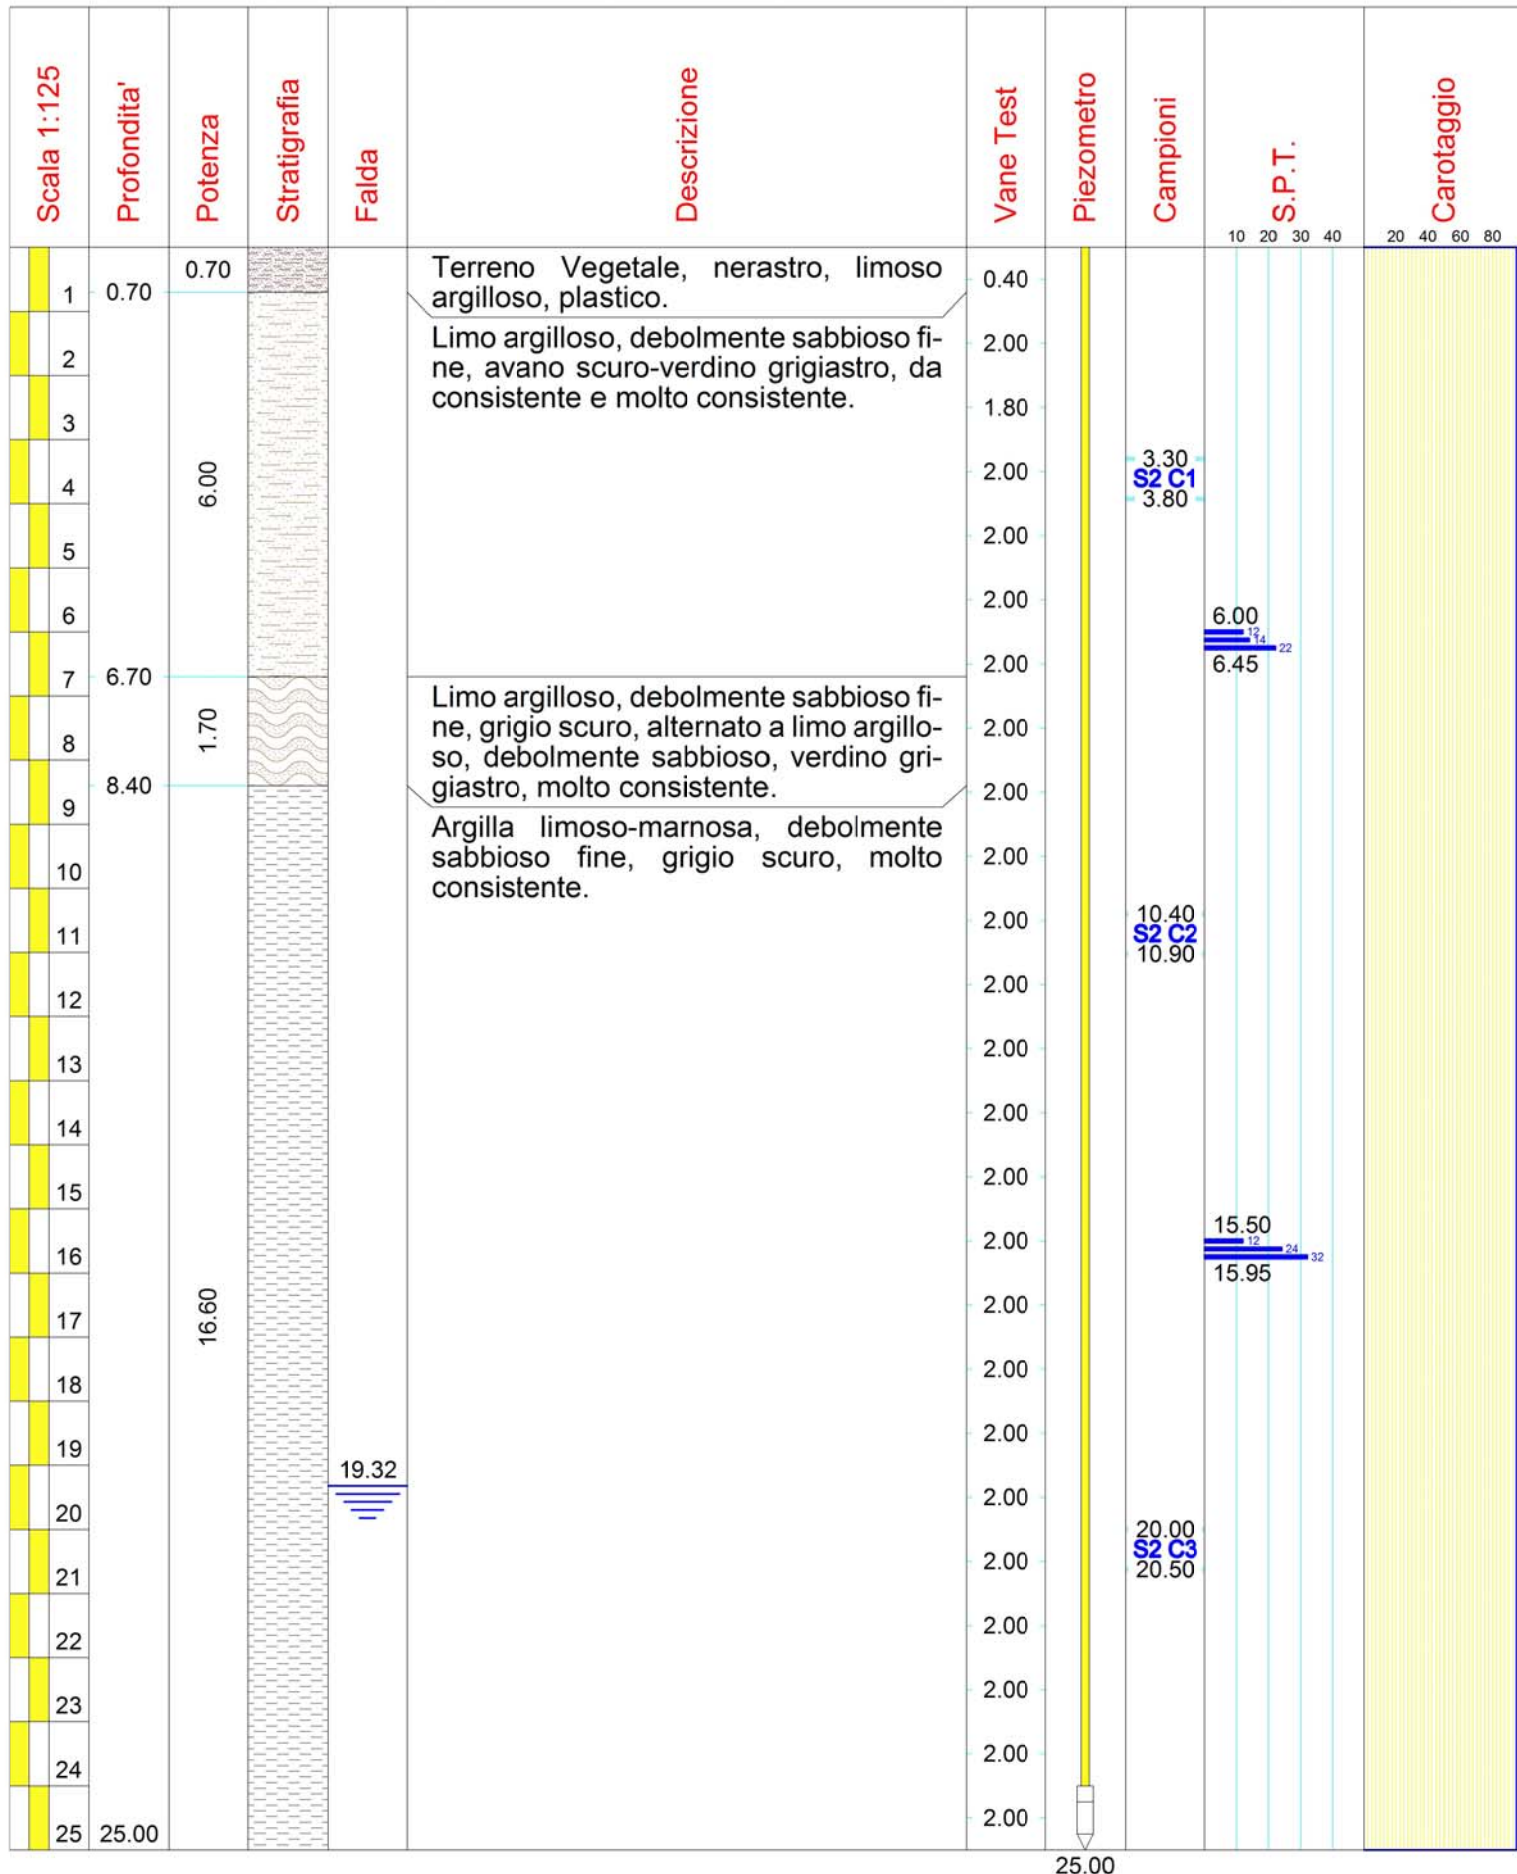 Scala 1:125
Profondita'
Potenza
Stratigrafia
Falda
Descrizione
Vane Test
Piezometro
Campioni
S.P.T.
Carotaggio
10 20 30 40
20 40 60 80
0.70
Terreno Vegetale, nerastro, limoso
0.40
1
0.70
argilloso, plastico.
Limo argilloso, debolmente sabbioso fi-
2.00
2
ne, avano scuro-verdino grigiastro, da
consistente e molto consistente.
1.80
3
3.30
2.00
S2 C1
4
6.00
3.80
2.00
5
2.00
6
6.00
12
14
22
2.00
6.45
7
6.70
Limo argilloso, debolmente sabbioso fi-
ne, grigio scuro, alternato a limo argillo-
2.00
8
1.70
so, debolmente sabbioso, verdino gri-
giastro, molto consistente.
8.40
2.00
9
Argilla limoso-marnosa, debolmente
sabbioso fine, grigio scuro, molto
2.00
10
consistente.
10.40
2.00
S2 C2
11
10.90
2.00
12
2.00
13
2.00
14
2.00
15
15.50
2.00
12
24
32
16
15.95
2.00
17
16.60
2.00
18
2.00
19
19.32
2.00
20
20.00
S2 C3
2.00
20.50
21
2.00
22
2.00
23
2.00
24
2.00
25
25.00
25.00